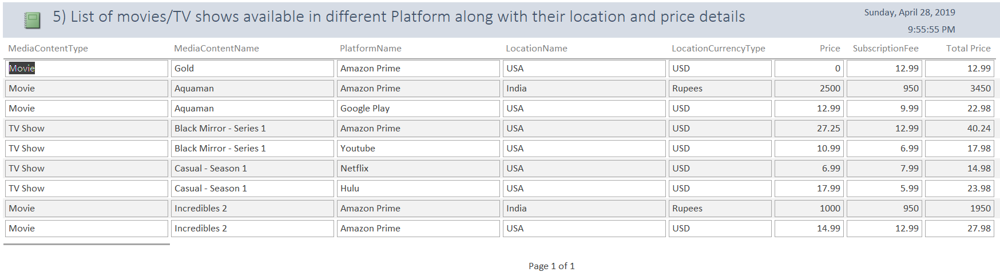 5) List of movies/TV shows available in different Platform along with their location and price details
Sunday, April 28, 2019
9:55:55 PM
MediaContentType MediaContentName PlatformName LocationName LocationCurrencyType Price SubscriptionFee Total Price
Movie Gold Amazon Prime USA USD 0 12.99 12.99
Movie Aquaman Amazon Prime India Rupees 2500 950 3450
Movie Aquaman Google Play USA USD 12.99 9.99 22.98
TV Show Black Mirror - Series 1 Amazon Prime USA USD 27.25 12.99 40.24
TV Show Black Mirror - Series 1 Youtube USA USD 10.99 6.99 17.98
TV Show Casual - Season 1 Netflix USA USD 6.99 7.99 14.98
TV Show Casual - Season 1 Hulu USA USD 17.99 5.99 23.98
Movie Incredibles 2 Amazon Prime India Rupees 1000 950 1950
Movie Incredibles 2 Amazon Prime USA USD 14.99 12.99 27.98
Page 1 of 1